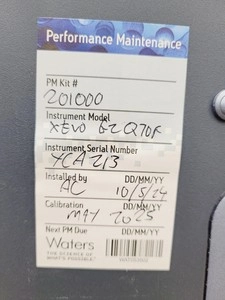 Performance Maintenance
PM Kit #
201000
Instrument Model
XEVO G2 QTOF
Instrument Serial Number
YCA213
Installed by DD/MM/YY
AC 10/5/24
Calibration DD/MM/YY
MAY 2025
Next PM Due DD/MM/YY
Waters
THE SCIENCE OF
WHAT'S POSSIBLE.